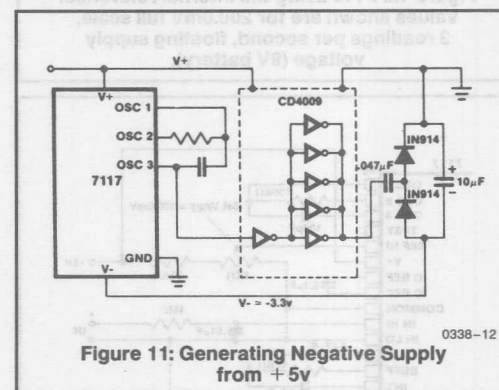 V+
CD4009
V+
OSC 1
OSC 2
OSC 3
7117
GND
V-
IN914
.047µF
IN914
+
10µF
−
V- = -3.3v
0338-12
Figure 11: Generating Negative Supply
from +5v